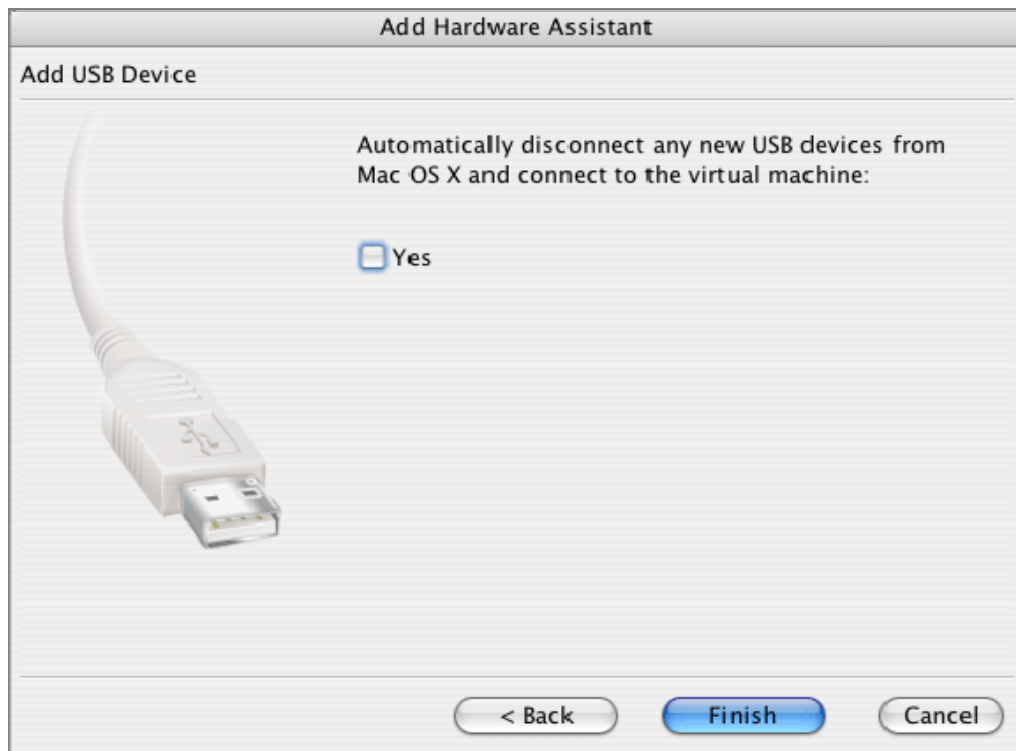 Add Hardware Assistant
Add USB Device
Automatically disconnect any new USB devices from
Mac OS X and connect to the virtual machine:
Yes
< Back
Finish
Cancel